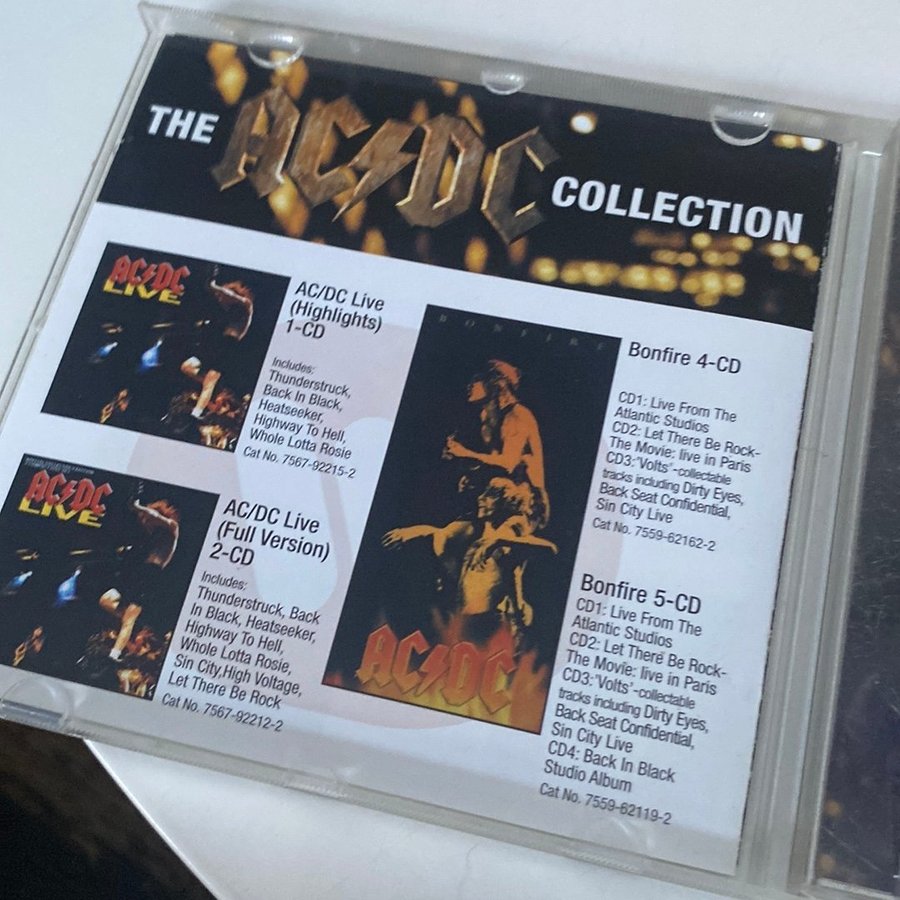 THE AC/DC COLLECTION
AC/DC
LIVE
AC/DC Live
(Highlights)
1-CD
Includes:
Thunderstruck,
Back In Black,
Heatseeker,
Highway To Hell,
Whole Lotta Rosie
Cat No. 7567-92215-2
AC/DC
LIVE
AC/DC Live
(Full Version)
2-CD
Includes:
Thunderstruck, Back
In Black, Heatseeker,
Highway To Hell,
Whole Lotta Rosie,
Sin City,High Voltage,
Let There Be Rock
Cat No. 7567-92212-2
BONFIRE
AC/DC
Bonfire 4-CD
CD1: Live From The
Atlantic Studios
CD2: Let There Be Rock-
The Movie: live in Paris
CD3:'Volts'-collectable
tracks including Dirty Eyes,
Back Seat Confidential,
Sin City Live
Cat No. 7559-62162-2
Bonfire 5-CD
CD1: Live From The
Atlantic Studios
CD2: Let There Be Rock-
The Movie: live in Paris
CD3:'Volts'-collectable
tracks including Dirty Eyes,
Back Seat Confidential,
Sin City Live
CD4: Back In Black
Studio Album
Cat No. 7559-62119-2